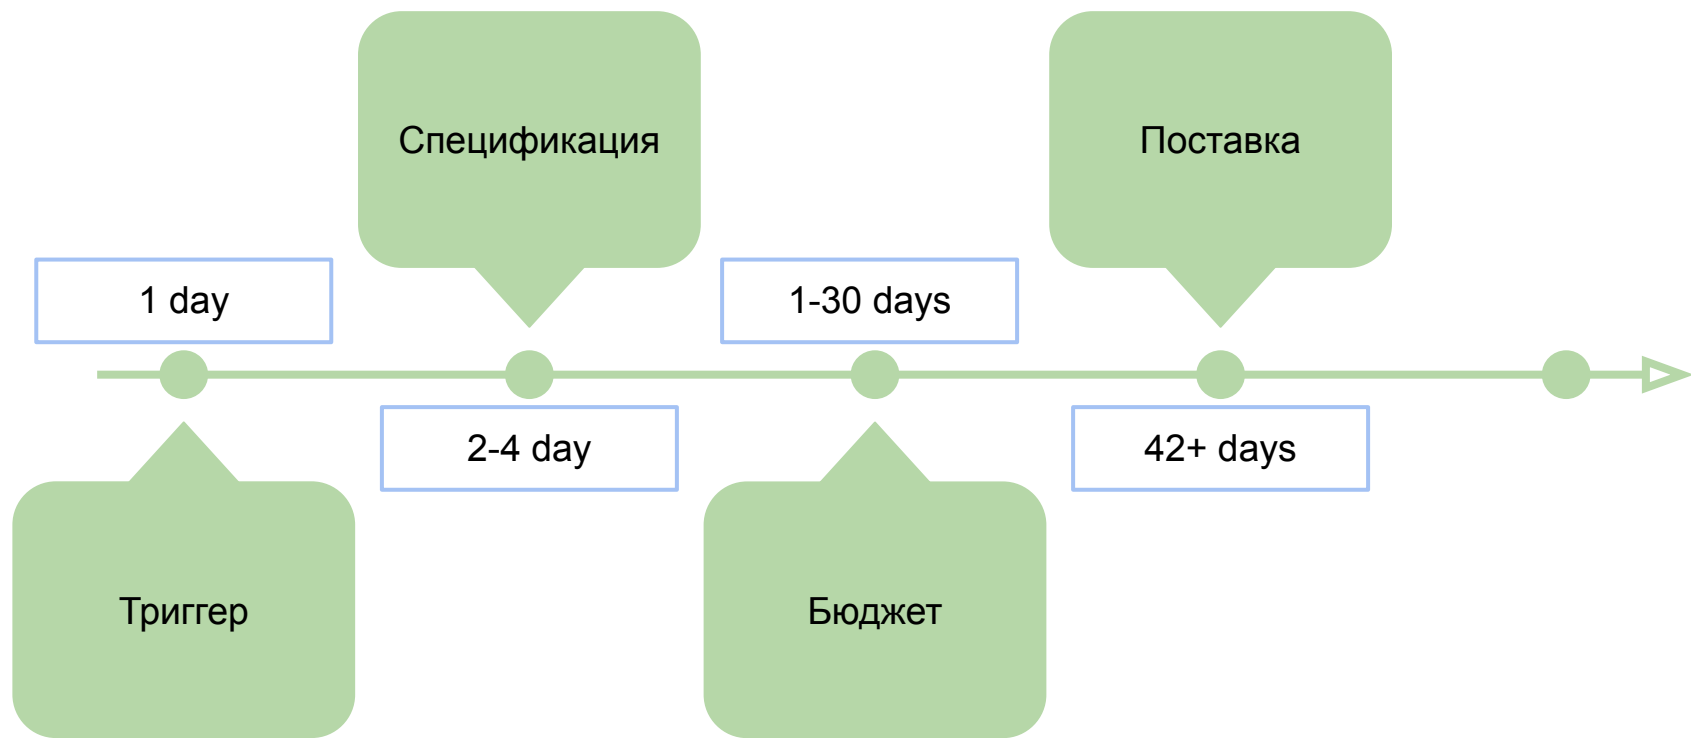 Спецификация
Поставка
1 day
1-30 days
2-4 day
42+ days
Триггер
Бюджет